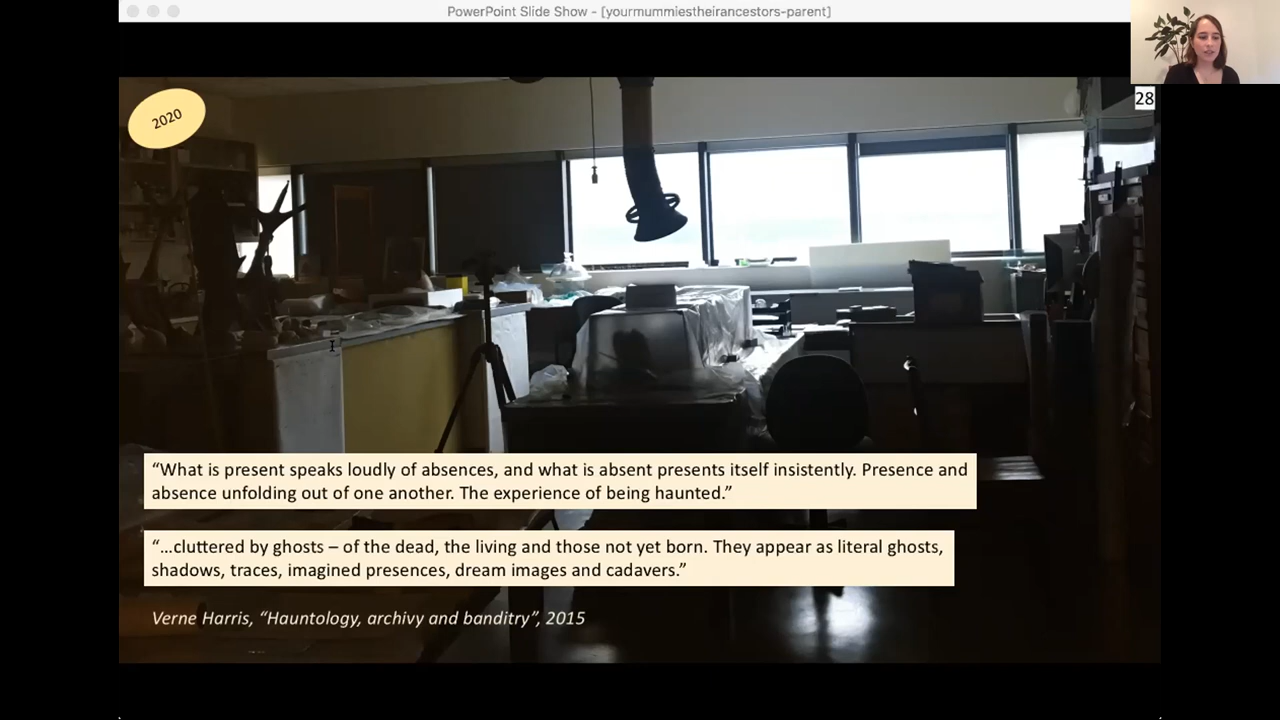 PowerPoint Slide Show - [yourmummiestheirancestors-parent]
2020
28
“What is present speaks loudly of absences, and what is absent presents itself insistently. Presence and
absence unfolding out of one another. The experience of being haunted.”
“…cluttered by ghosts – of the dead, the living and those not yet born. They appear as literal ghosts,
shadows, traces, imagined presences, dream images and cadavers.”
Verne Harris, “Hauntology, archivy and banditry”, 2015